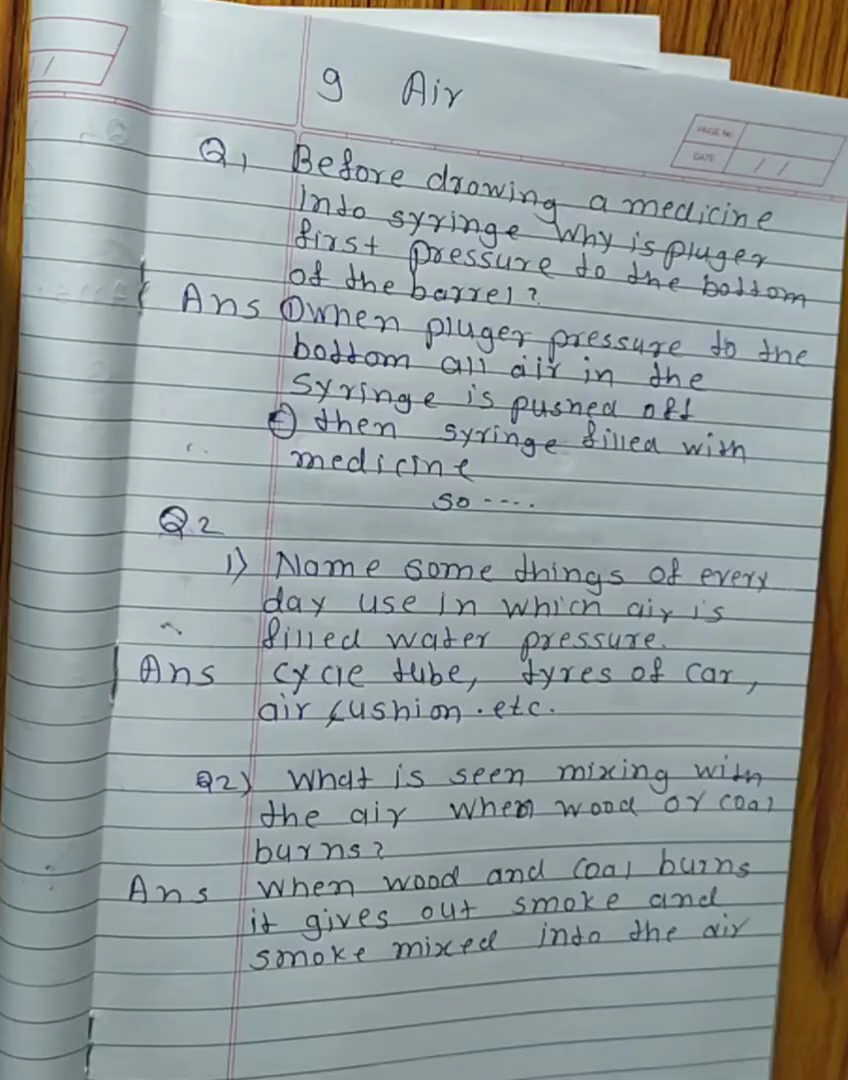 9 Air
PAGE NO
DATE / /
Q1 Before drowing a medicine
into syringe why is pluger
first pressure to the bottom
of the barrel?
Ans ① when pluger pressure to the
bottom all air in the
syringe is pushed off
② then syringe filled with
medicine
so ----.
Q.2
1) Name some things of every
day use in which air is
filled water pressure.
Ans cycle tube, tyres of car,
air cushion.etc.
Q2) What is seen mixing with
the air when wood or coal
burns?
Ans when wood and coal burns
it gives out smoke and
smoke mixed into the air